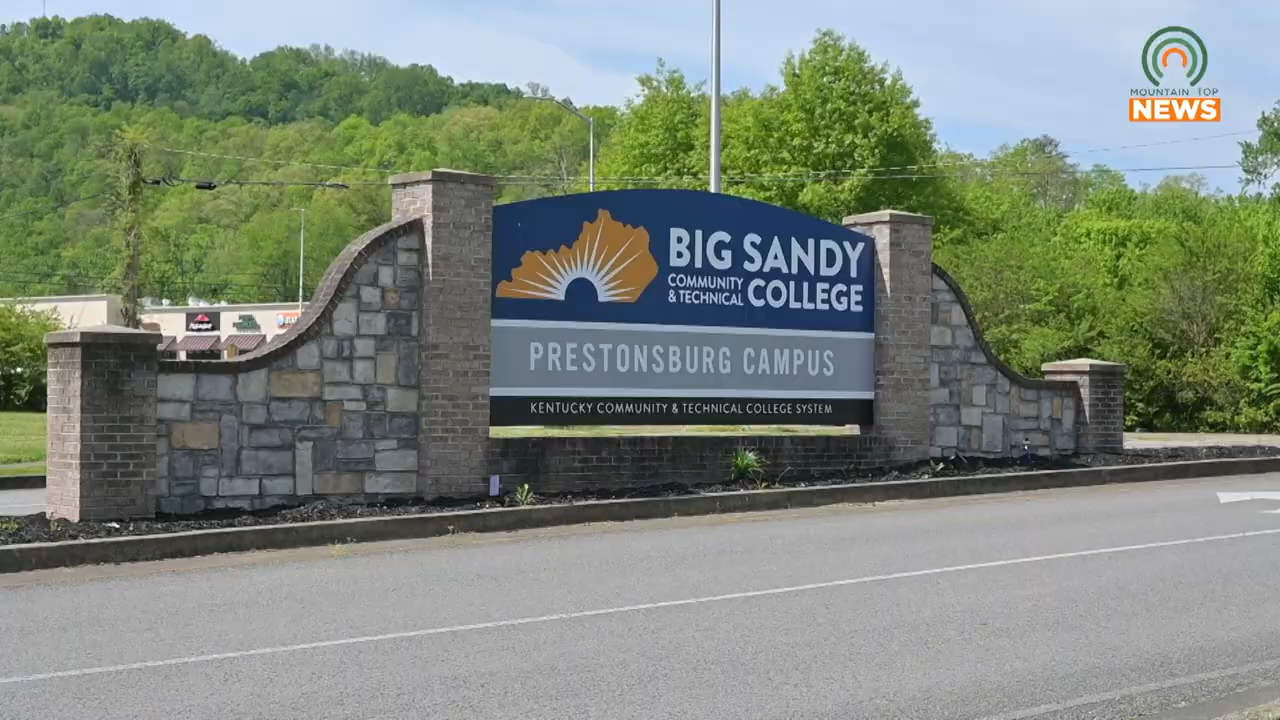 MOUNTAIN TOP
NEWS
BIG SANDY
COMMUNITY
& TECHNICAL
COLLEGE
PRESTONSBURG CAMPUS
KENTUCKY COMMUNITY & TECHNICAL COLLEGE SYSTEM